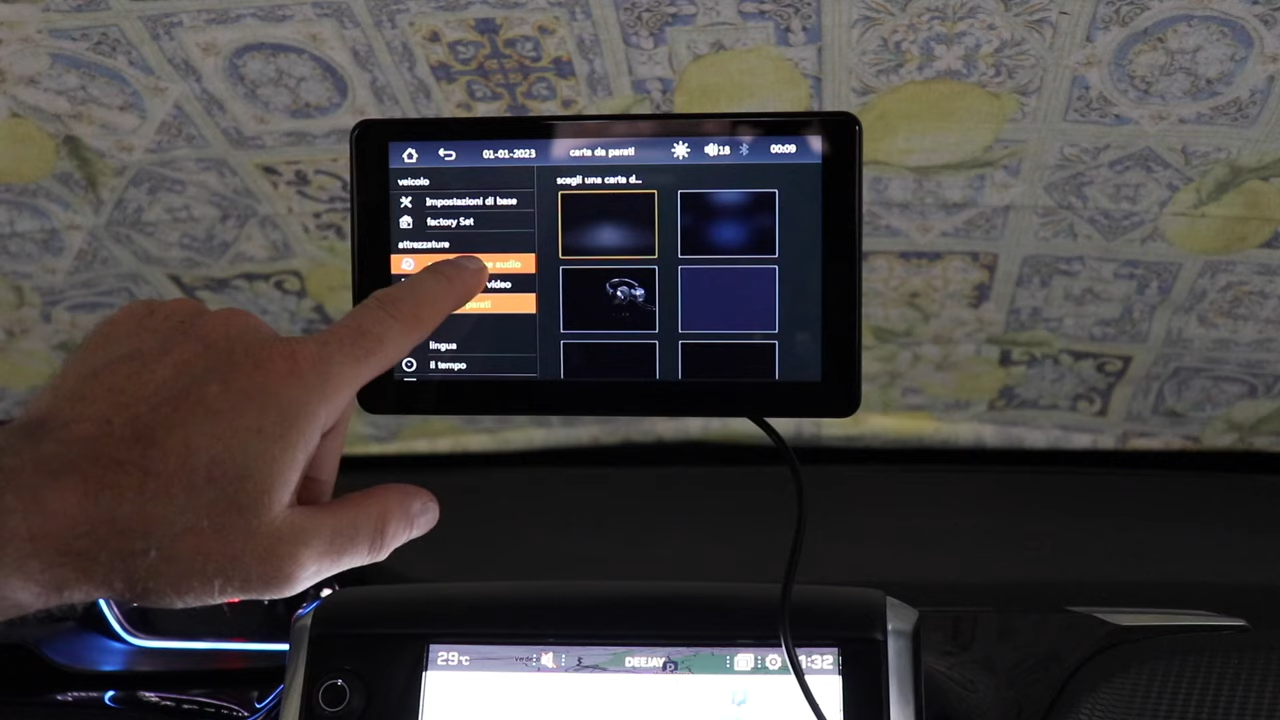 01-01-2023 carta da parati 18 00:09
veicolo
Impostazioni di base
factory Set
attrezzature
audio
video
parati
lingua
il tempo
scegli una carta d...
29°C DEEJAY 1:32